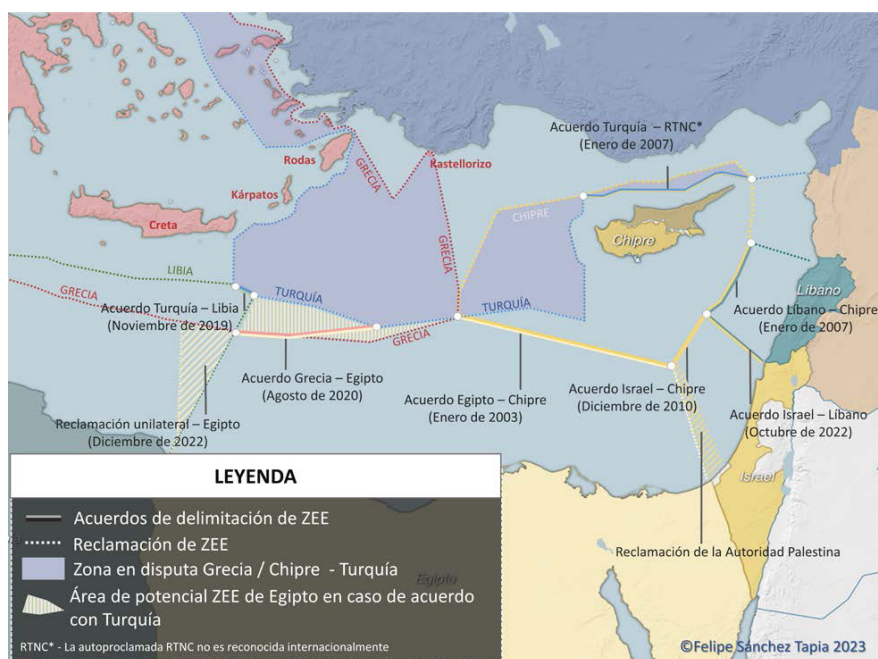 Acuerdo Turquía – RTNC*
(Enero de 2007)
Rodas
GRECIA
Kastellorizo
Kárpatos
Creta
GRECIA
CHIPRE
Chipre
LIBIA
GRECIA
TURQUÍA
TURQUÍA
Líbano
Acuerdo Turquía – Libia
(Noviembre de 2019)
GRECIA
Acuerdo Líbano – Chipre
(Enero de 2007)
Acuerdo Grecia – Egipto
(Agosto de 2020)
Acuerdo Egipto – Chipre
(Enero de 2003)
Acuerdo Israel – Chipre
(Diciembre de 2010)
Acuerdo Israel – Líbano
(Octubre de 2022)
Reclamación unilateral – Egipto
(Diciembre de 2022)
Israel
LEYENDA
Acuerdos de delimitación de ZEE
Reclamación de ZEE
Zona en disputa Grecia / Chipre - Turquía
Egipto
Área de potencial ZEE de Egipto en caso de acuerdo
con Turquía
RTNC* - La autoproclamada RTNC no es reconocida internacionalmente
Reclamación de la Autoridad Palestina
©Felipe Sánchez Tapia 2023